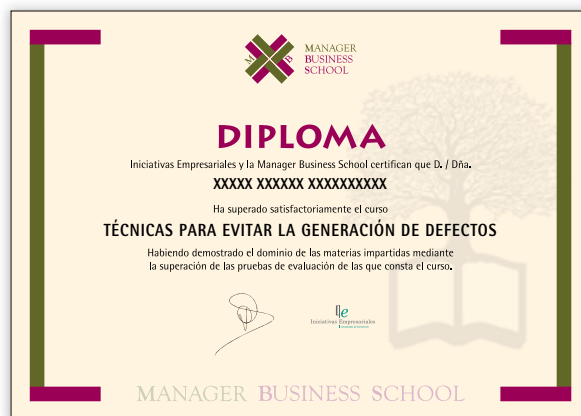 M B
MANAGER
BUSINESS
SCHOOL
DIPLOMA
Iniciativas Empresariales y la Manager Business School certifican que D. / Dña.
XXXXX XXXXXX XXXXXXXXXX
Ha superado satisfactoriamente el curso
TÉCNICAS PARA EVITAR LA GENERACIÓN DE DEFECTOS
Habiendo demostrado el dominio de las materias impartidas mediante
la superación de las pruebas de evaluación de las que consta el curso.
Iniciativas Empresariales
MANAGER BUSINESS SCHOOL